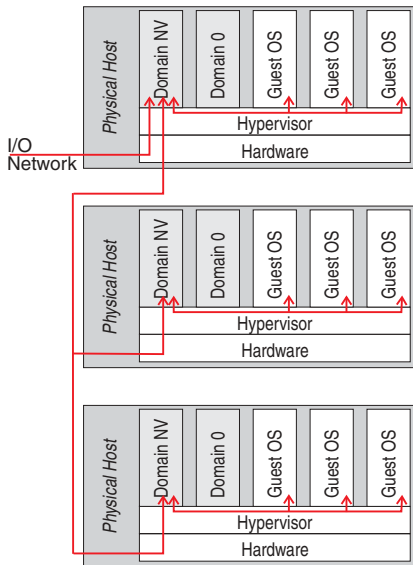 Physical Host
Domain NV
Domain 0
Guest OS
Guest OS
Guest OS
Hypervisor
Hardware
I/O
Network
Physical Host
Domain NV
Domain 0
Guest OS
Guest OS
Guest OS
Hypervisor
Hardware
Physical Host
Domain NV
Domain 0
Guest OS
Guest OS
Guest OS
Hypervisor
Hardware